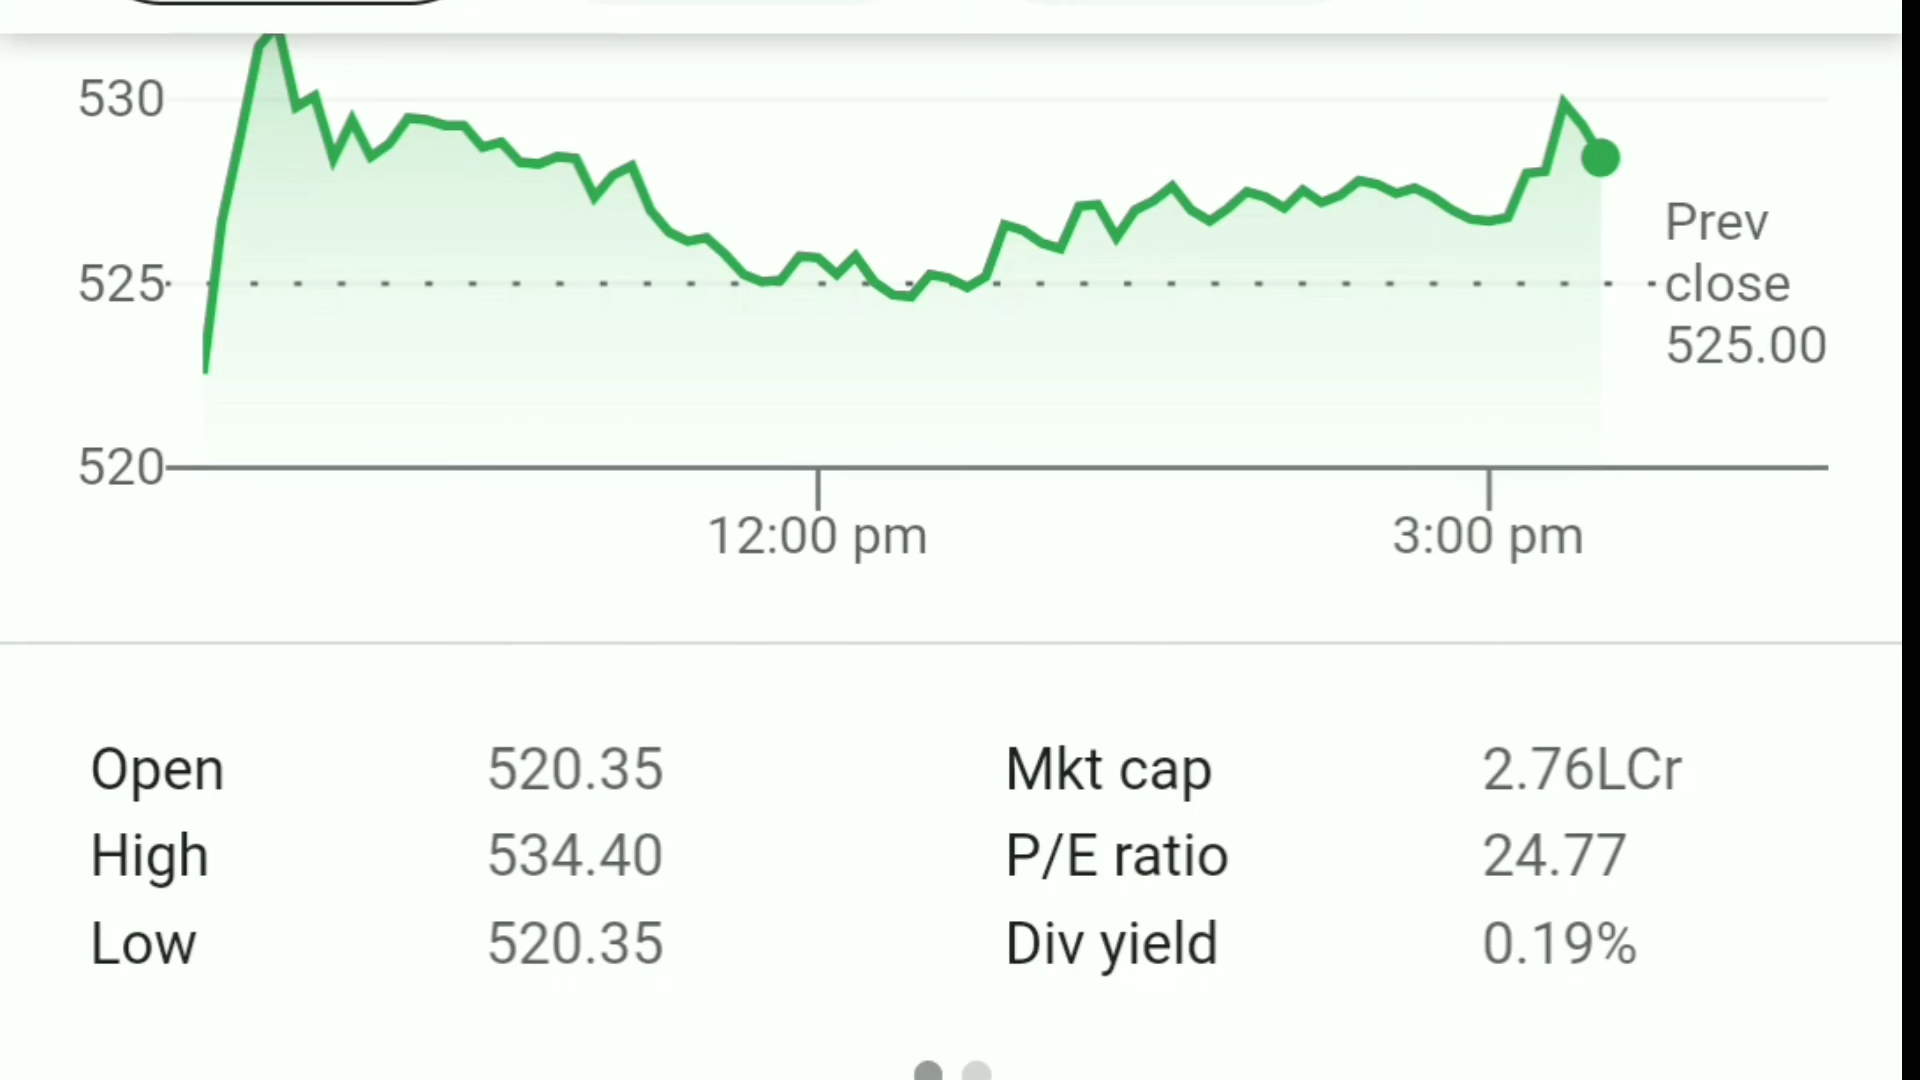 530
525
520
Prev
close
525.00
12:00 pm
3:00 pm
Open 520.35 Mkt cap 2.76LCr
High 534.40 P/E ratio 24.77
Low 520.35 Div yield 0.19%